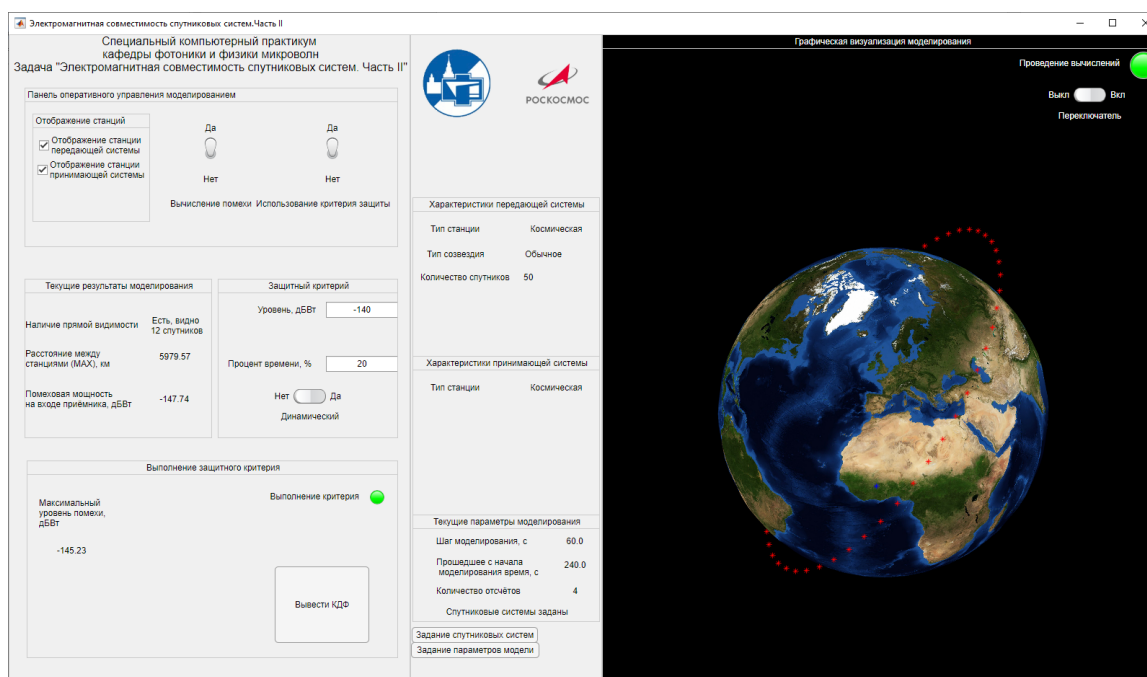 Электромагнитная совместимость спутниковых систем.Часть II
Специальный компьютерный практикум
кафедры фотоники и физики микроволн
Задача "Электромагнитная совместимость спутниковых систем. Часть II"
Панель оперативного управления моделированием
Отображение станций
Отображение станции
передающей системы
Отображение станции
принимающей системы
Да
Нет
Вычисление помехи
Да
Нет
Использование критерия защиты
Текущие результаты моделирования
Наличие прямой видимости
Есть, видно
12 спутников
Расстояние между
станциями (MAX), км
5979.57
Помеховая мощность
на входе приёмника, дБВт
-147.74
Защитный критерий
Уровень, дБВт
-140
Процент времени, %
20
Нет
Да
Динамический
Выполнение защитного критерия
Максимальный
уровень помехи,
дБВт
-145.23
Выполнение критерия
Вывести КДФ
РОСКОСМОС
Характеристики передающей системы
Тип станции Космическая
Тип созвездия Обычное
Количество спутников 50
Характеристики принимающей системы
Тип станции Космическая
Текущие параметры моделирования
Шаг моделирования, с 60.0
Прошедшее с начала
моделирования время, с
240.0
Количество отсчётов 4
Спутниковые системы заданы
Задание спутниковых систем
Задание параметров модели
Графическая визуализация моделирования
Проведение вычислений
Выкл
Вкл
Переключатель